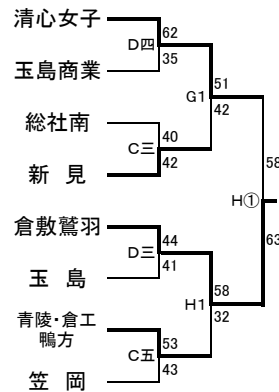 清心女子
62
D四
35
玉島商業
51
G1
42
総社南
40
C三
42
新見
58
H①
63
倉敷鷲羽
44
D三
41
玉島
58
H1
32
青陵・倉工
鴨方
53
C五
43
笠岡